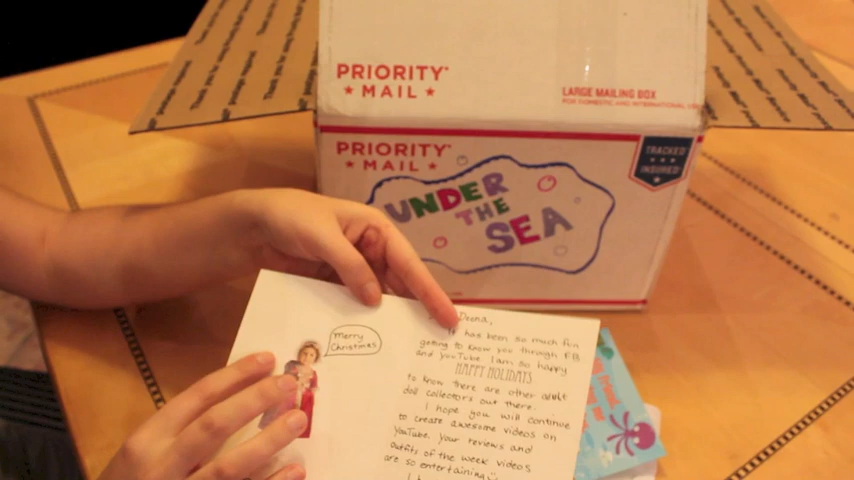 PRIORITY
★ MAIL ★
LARGE MAILING BOX
FOR DOMESTIC AND INTERNATIONAL
PRIORITY
★ MAIL ★
TRACKED
★ ★ ★
INSURED
UNDER
THE
SEA
Merry
Christmas
Deena,
It has been so much fun
getting to know you through FB
and YouTube. I am so happy
HAPPY HOLIDAYS
to know there are other adult
doll collectors out there.
I hope you will continue
to create awesome videos on
YouTube. Your reviews and
outfits of the week videos
are so entertaining